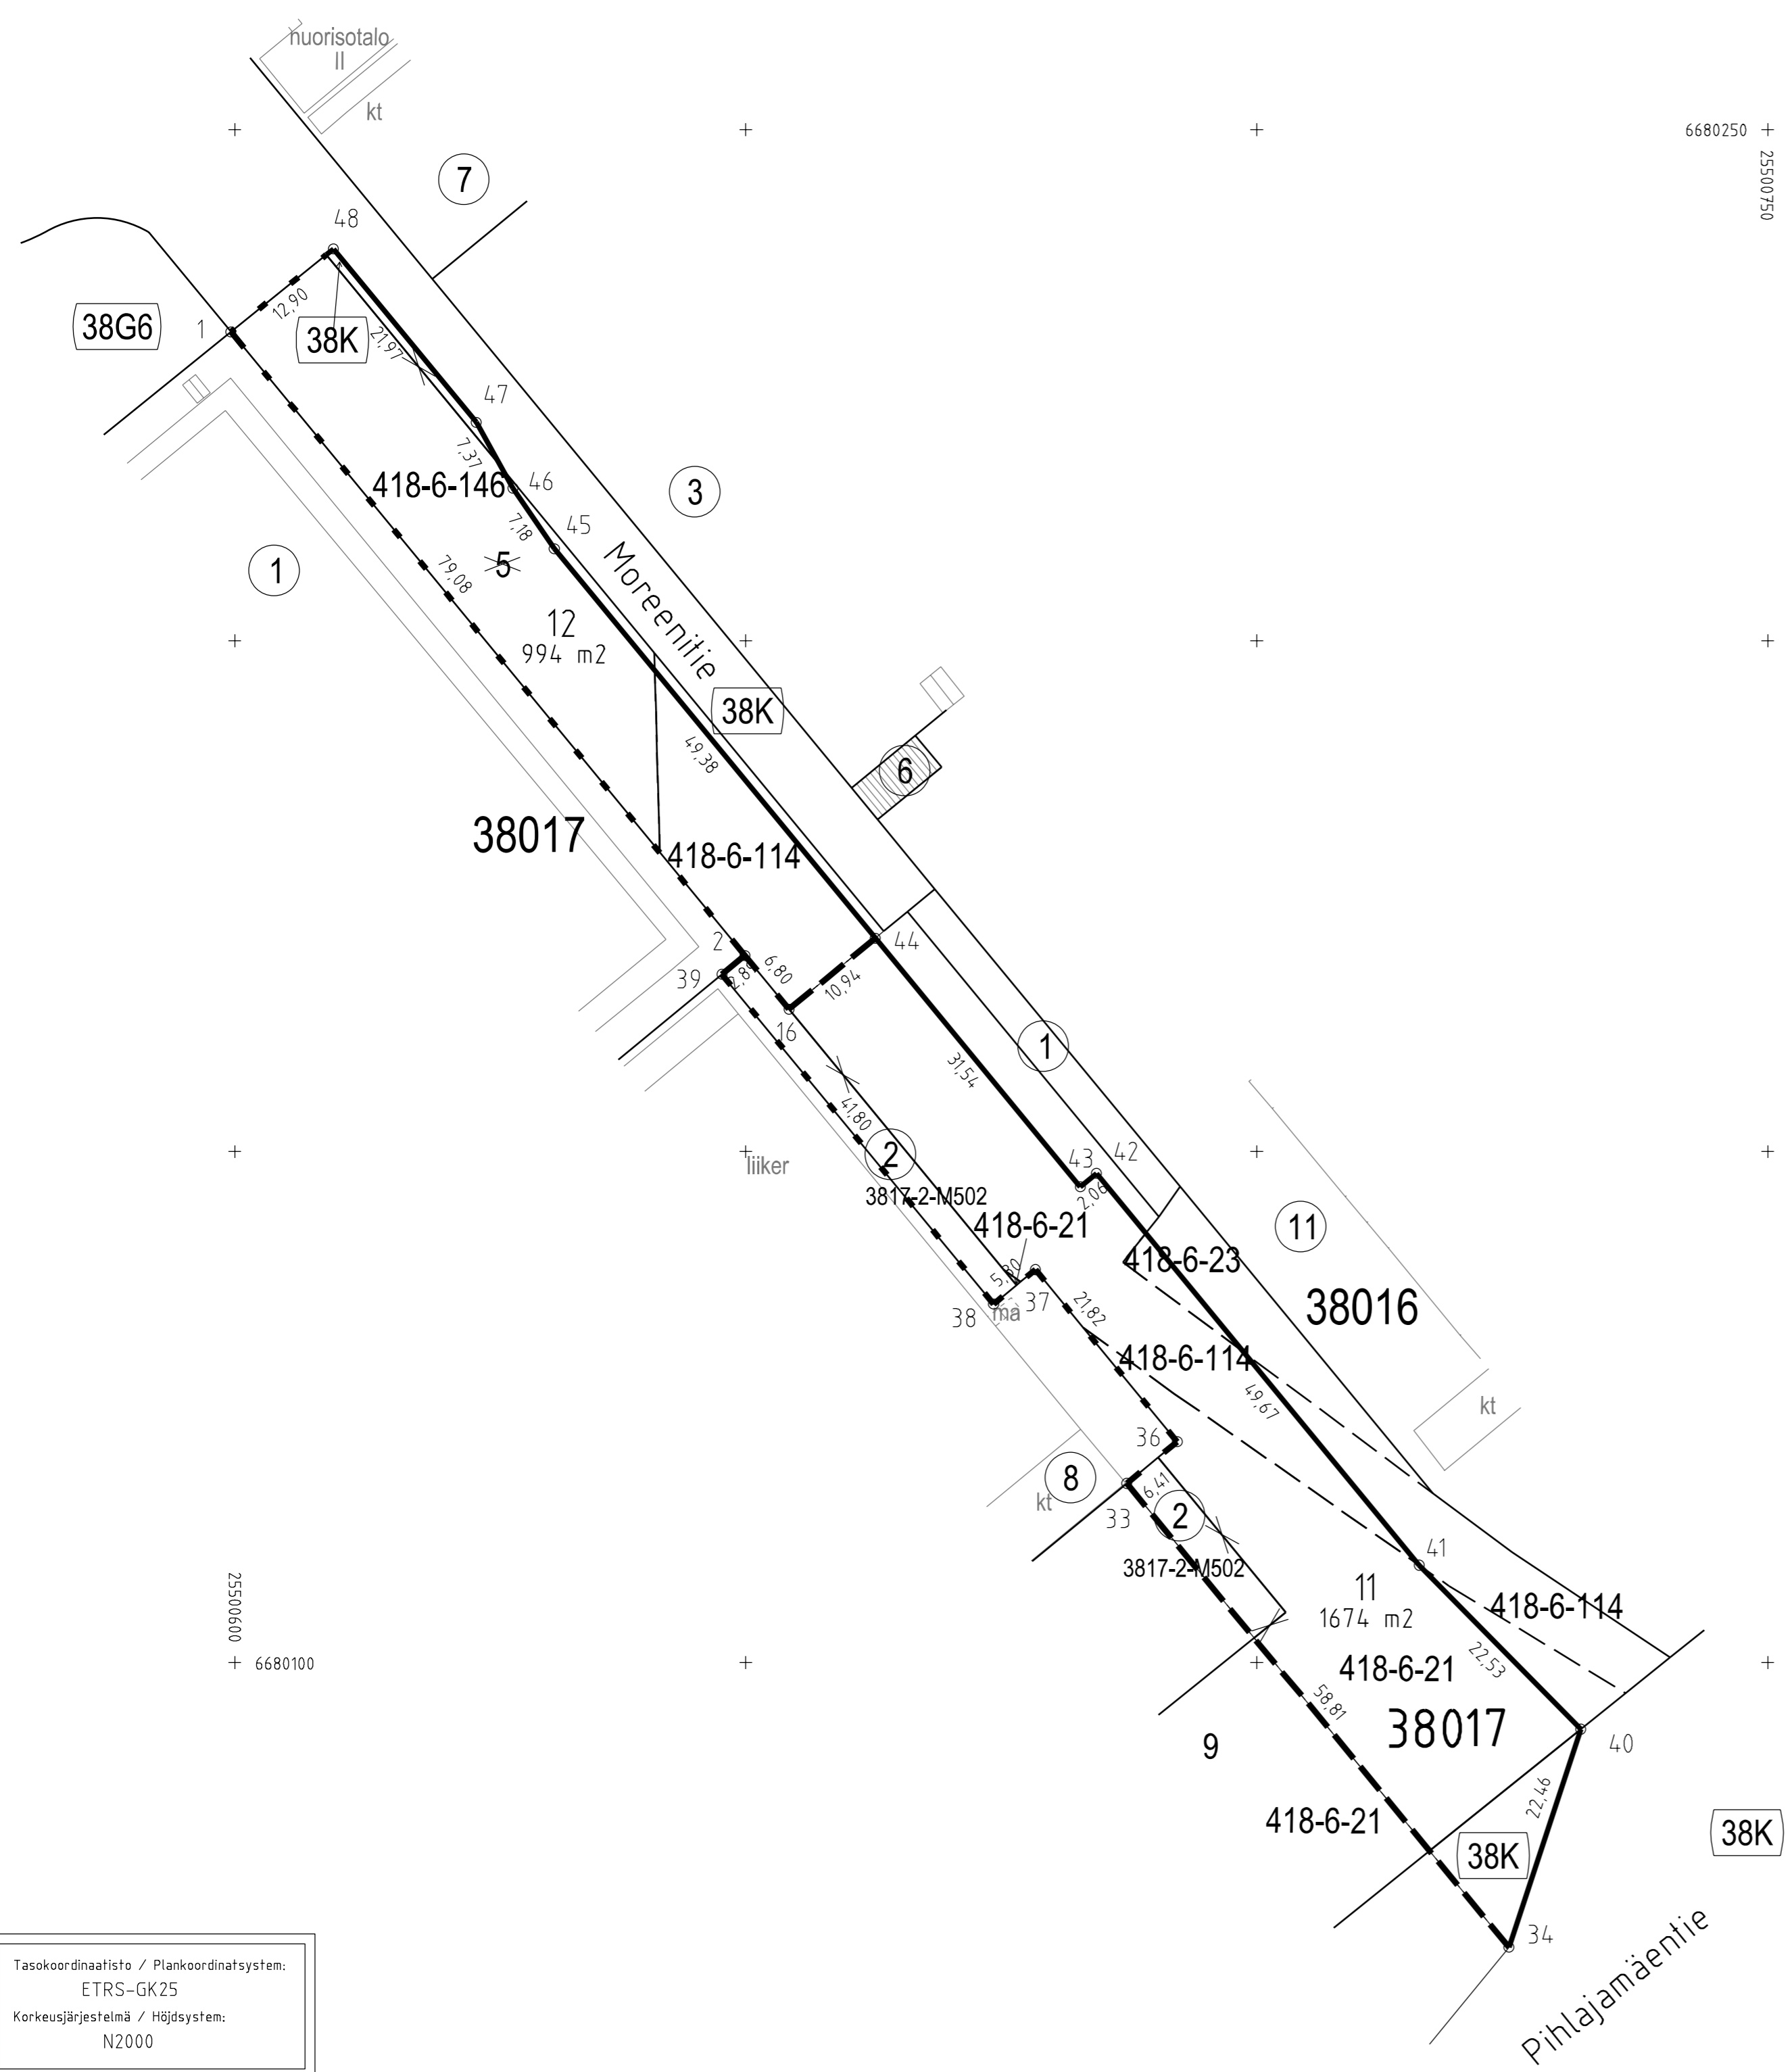 nuorisotalo
II
kt
6680250
25500750
7
48
12,90
38G6
1
38K
21,97
47
7,37
418-6-146
46
3
7,18
45
5
1
79,08
Moreenitie
12
994 m2
38K
49,38
6
38017
418-6-114
2
44
39
2,85
6,80
10,94
16
1
31,54
41,80
43
42
2
liiker
3817-2-M502
2,06
418-6-21
11
418-6-23
5,80
37
38
ma
21,82
38016
418-6-114
49,67
kt
36
8
6,41
kt
33
2
41
3817-2-M502
11
1674 m2
418-6-114
25500600
6680100
22,53
418-6-21
58,81
38017
40
9
22,46
418-6-21
38K
38K
34
Pihlajamäentie
Tasokoordinaatisto / Plankoordinatsystem:
ETRS-GK25
Korkeusjärjestelmä / Höjdsystem:
N2000